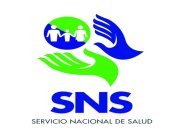 SNS
SERVICIO NACIONAL DE SALUD